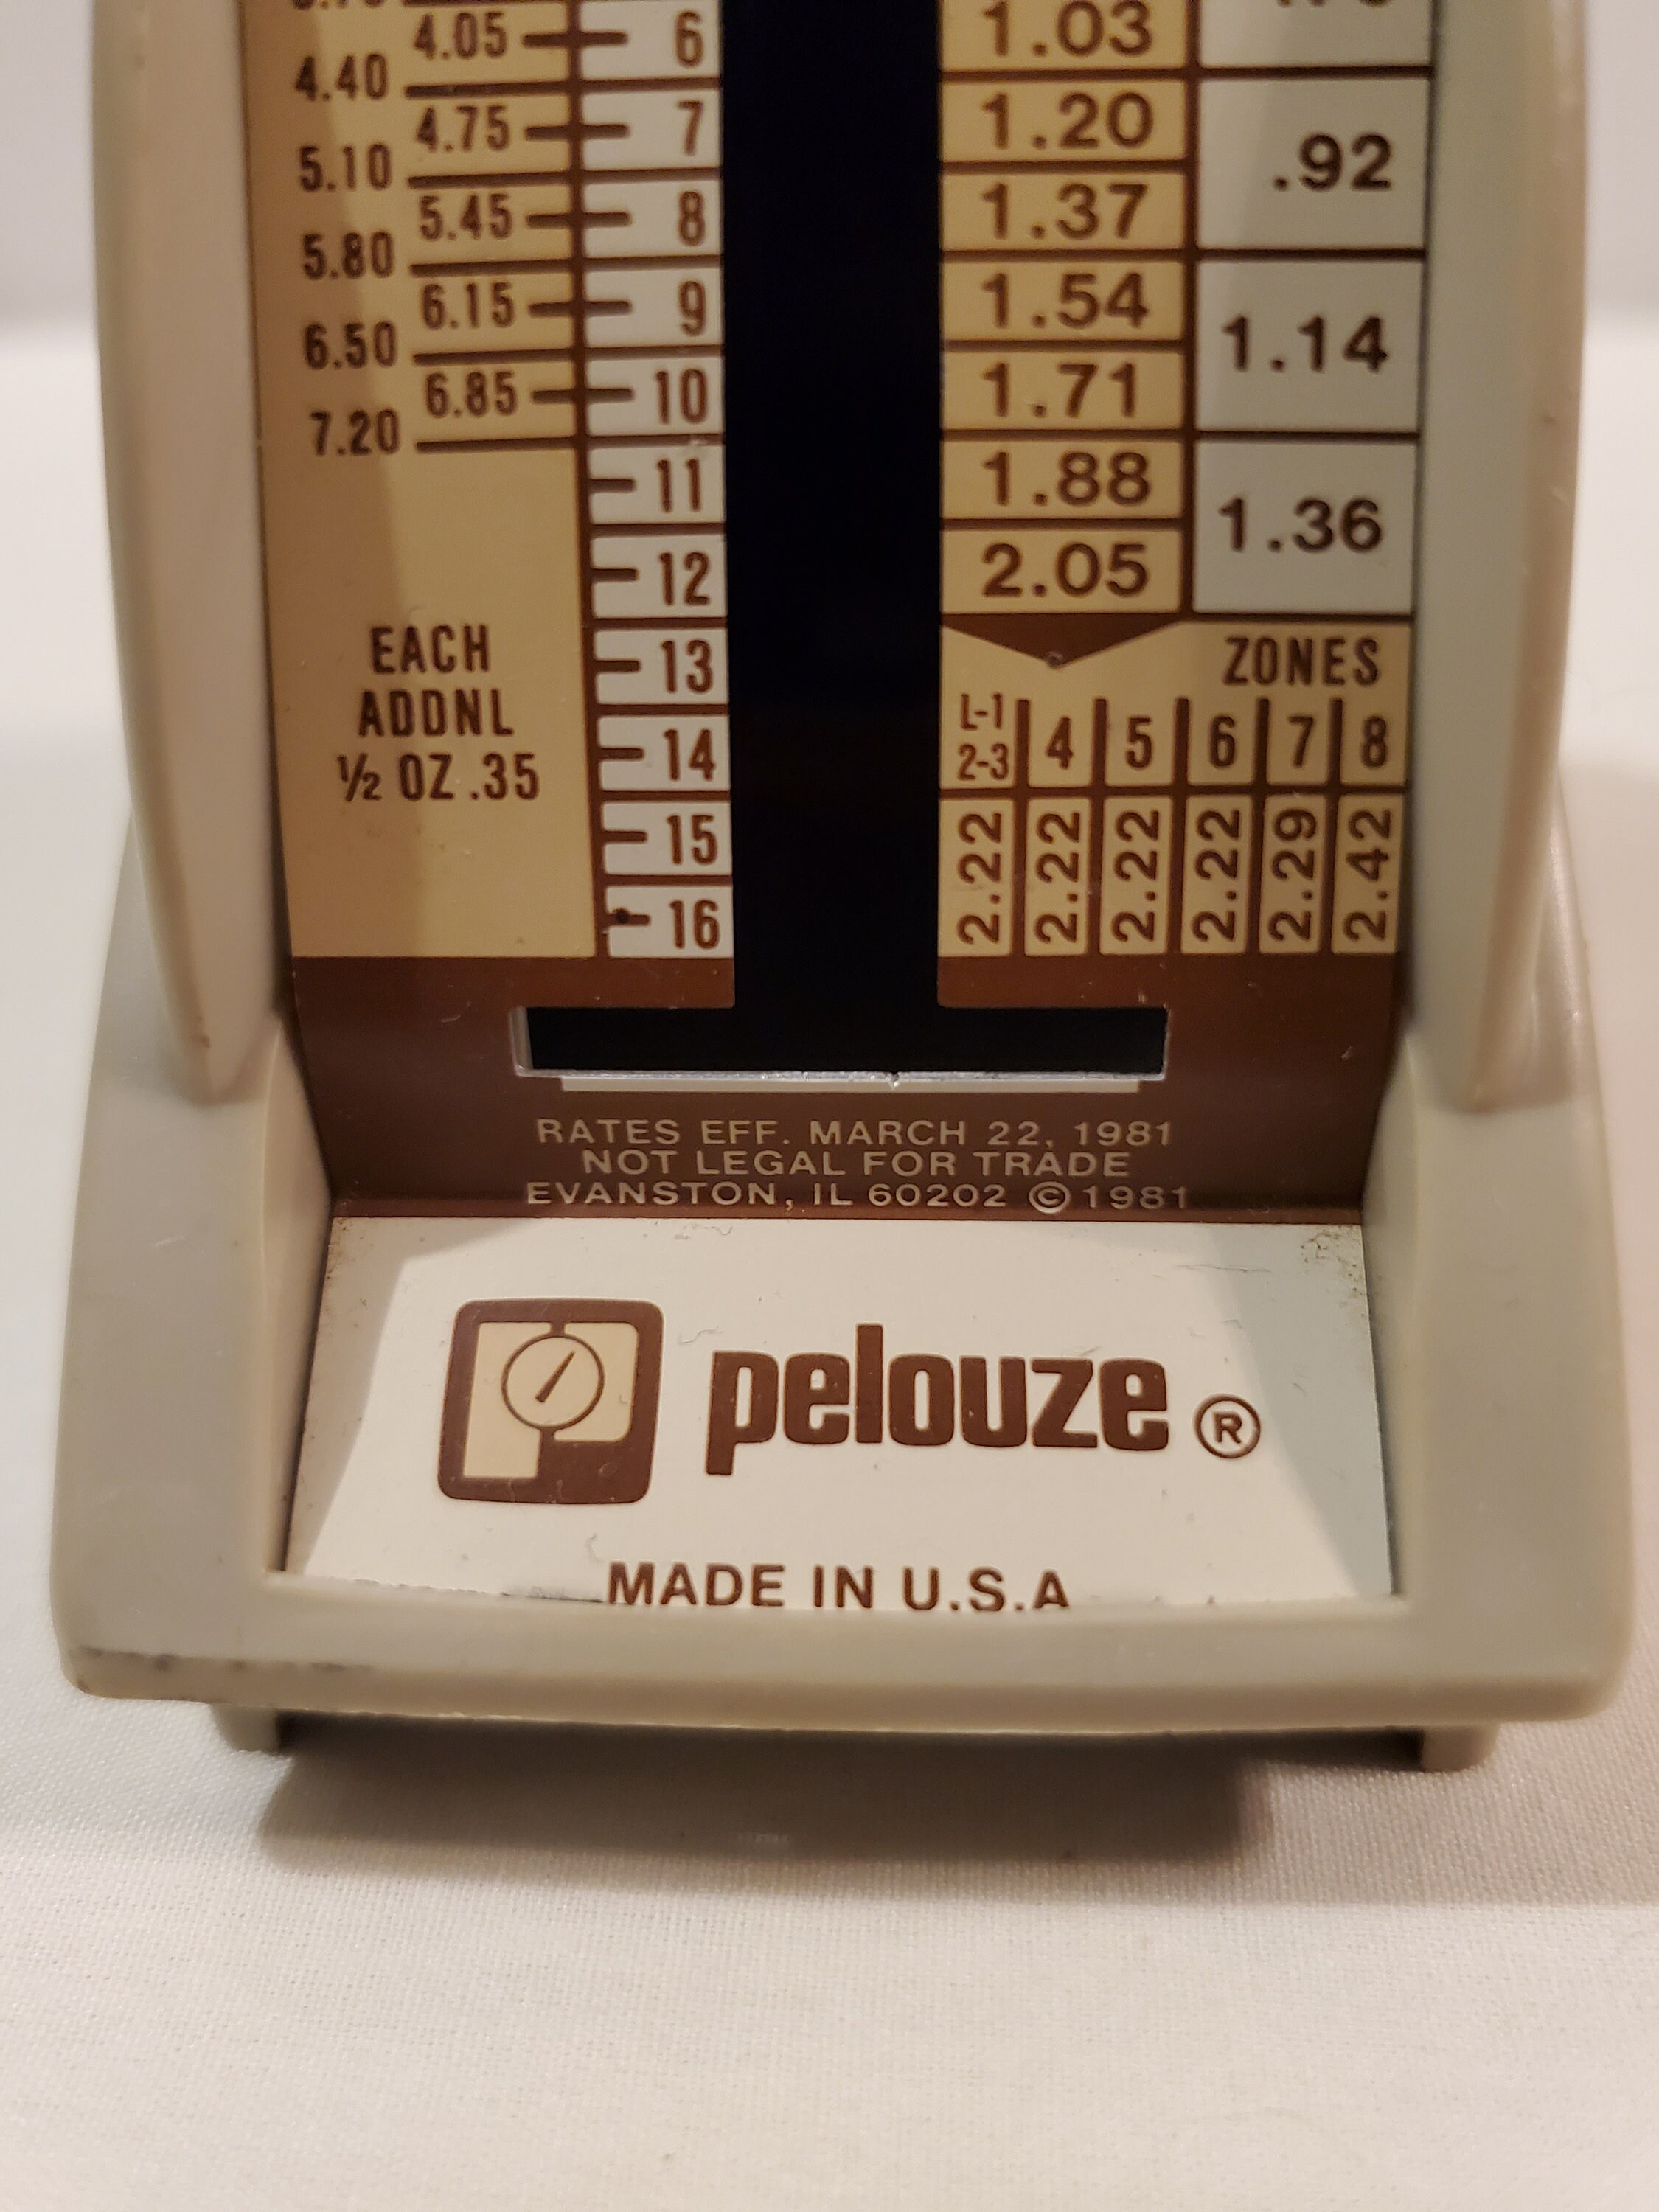 4.05 6 1.03
4.40
4.75 7 1.20
5.10 .92
5.45 8 1.37
5.80
6.15 9 1.54
6.50 1.14
6.85 10 1.71
7.20
11 1.88
1.36
12 2.05
EACH 13 ZONES
ADDNL
L-1
2-3 4 5 6 7 8
14
½ OZ .35
15
2.22 2.22 2.22 2.22 2.29 2.42
16
RATES EFF. MARCH 22, 1981
NOT LEGAL FOR TRADE
EVANSTON, IL 60202 © 1981
pelouze ®
MADE IN U.S.A